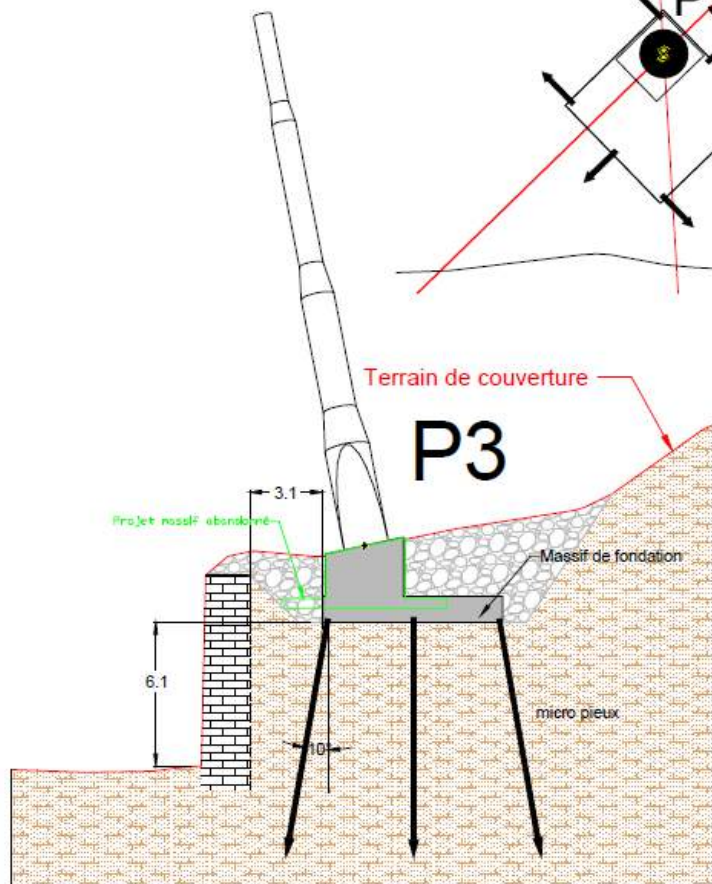 P
S
Terrain de couverture
P3
3.1
Projet massif abandonné
Massif de fondation
6.1
micro pieux
10°